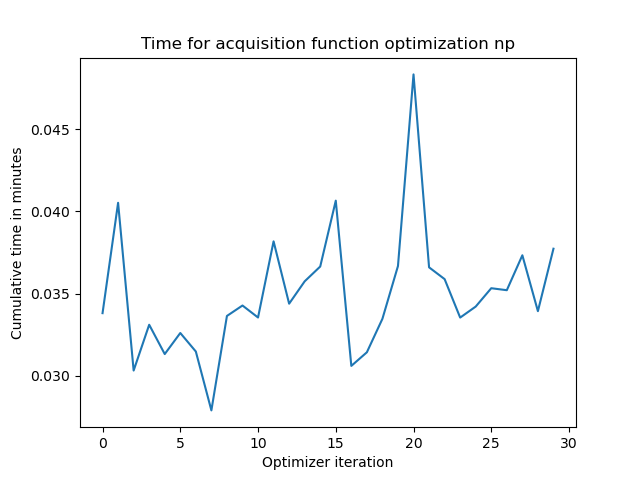 Time for acquisition function optimization np
Cumulative time in minutes
0.045
0.040
0.035
0.030
0 5 10 15 20 25 30
Optimizer iteration